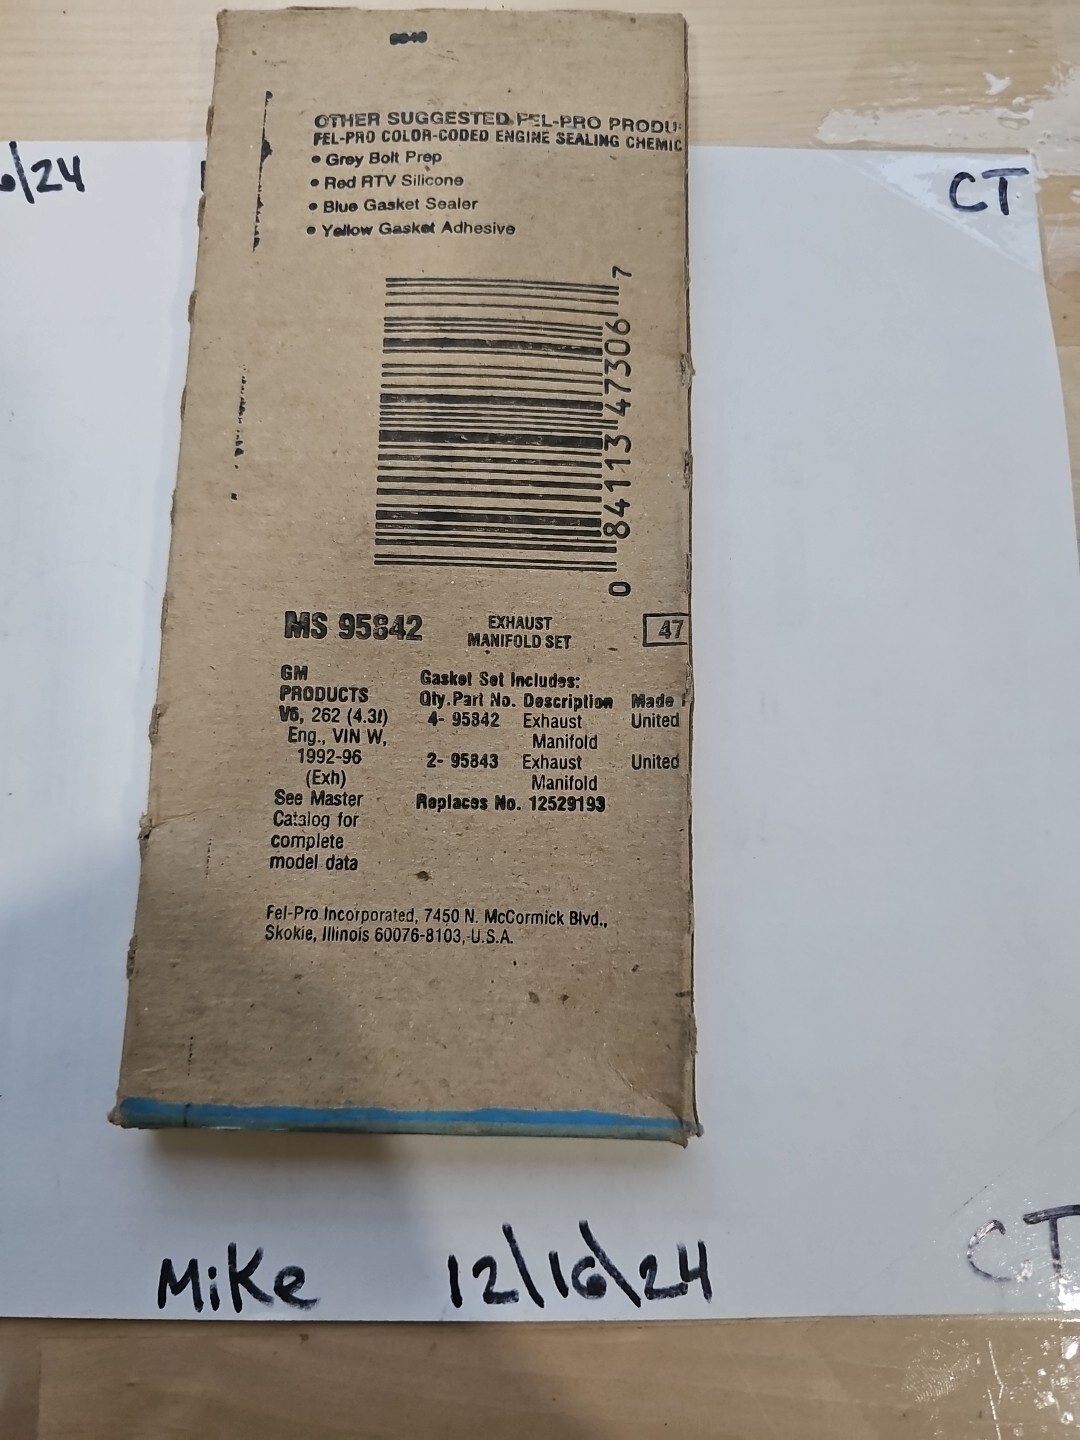 6/24
CT
OTHER SUGGESTED FEL-PRO PRODU
FEL-PRO COLOR-CODED ENGINE SEALING CHEMIC
• Grey Bolt Prep
• Red RTV Silicone
• Blue Gasket Sealer
• Yellow Gasket Adhesive
0 84113 47306 7
MS 95842
EXHAUST
MANIFOLD SET
47
GM
PRODUCTS
V6, 262 (4.3l)
Eng., VIN W,
1992-96
(Exh)
See Master
Catalog for
complete
model data
Gasket Set Includes:
Qty. Part No. Description Made
4- 95842 Exhaust United
Manifold
2- 95843 Exhaust United
Manifold
Replaces No. 12529193
Fel-Pro Incorporated, 7450 N. McCormick Blvd.,
Skokie, Illinois 60076-8103, U.S.A.
MiKe 12\16\24 CT